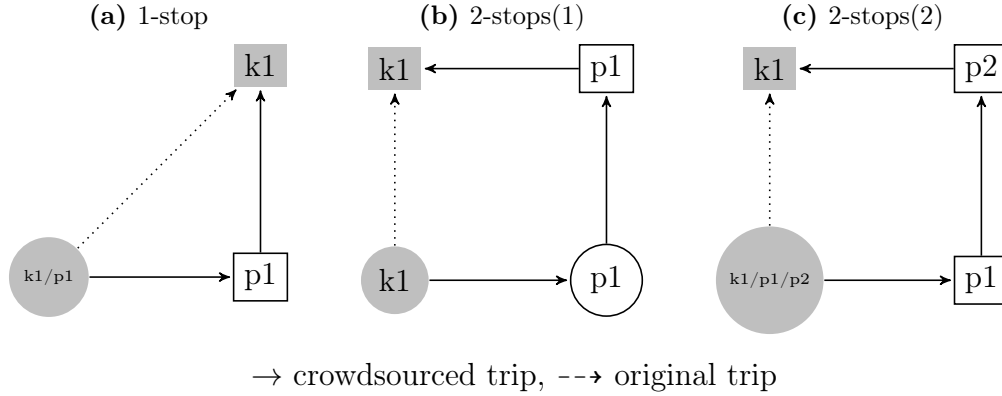 (a) 1-stop
(b) 2-stops(1)
(c) 2-stops(2)
k1
k1
p1
k1
p2
k1/p1
p1
k1
p1
k1/p1/p2
p1
→ crowdsourced trip, --→ original trip